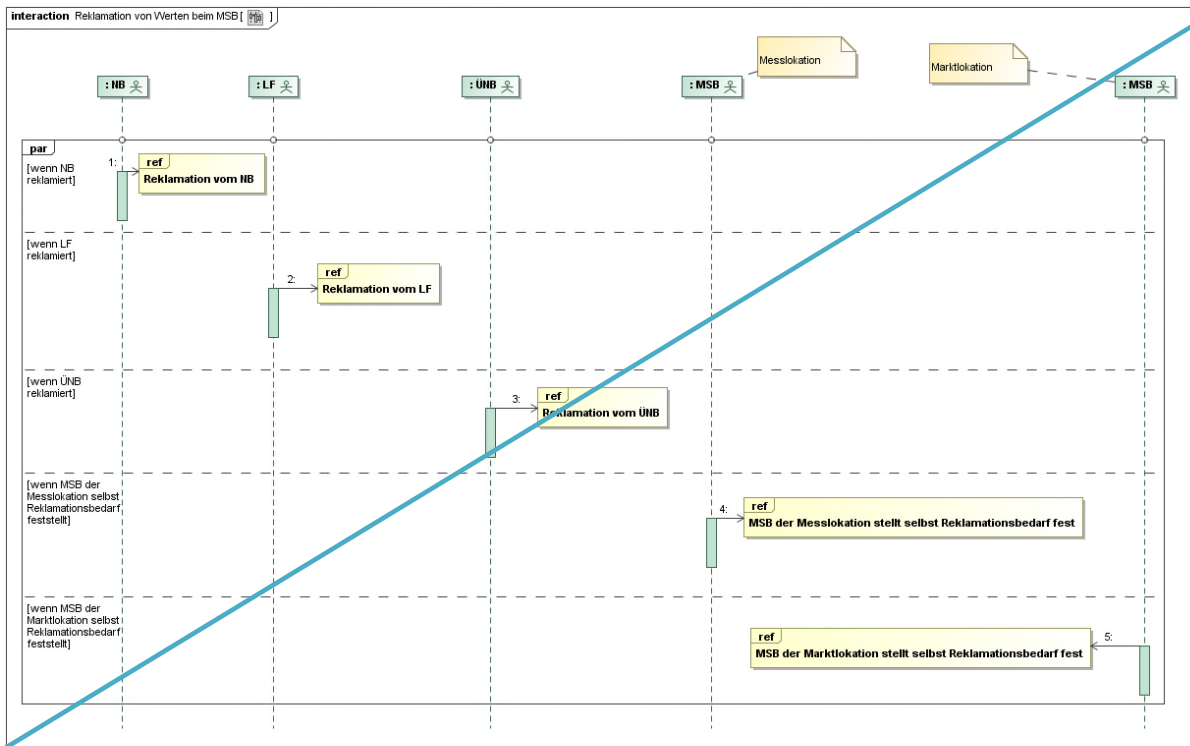 interaction Reklamation von Werten beim MSB [ ]
Messlokation
Marktlokation
: NB
: LF
: ÜNB
: MSB
: MSB
par
[wenn NB
reklamiert]
1:
ref
Reklamation vom NB
[wenn LF
reklamiert]
2:
ref
Reklamation vom LF
[wenn ÜNB
reklamiert]
3:
ref
Reklamation vom ÜNB
[wenn MSB der
Messlokation selbst
Reklamationsbedarf
feststellt]
4:
ref
MSB der Messlokation stellt selbst Reklamationsbedarf fest
[wenn MSB der
Marktlokation selbst
Reklamationsbedarf
feststellt]
5:
ref
MSB der Marktlokation stellt selbst Reklamationsbedarf fest